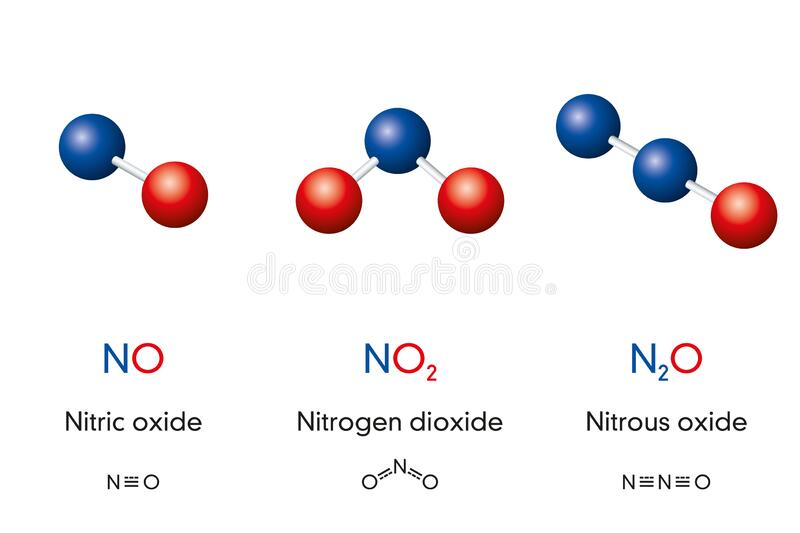 NO
Nitric oxide
N≡O
NO₂
Nitrogen dioxide
O=N=O
N₂O
Nitrous oxide
N≡N≡O
dreamstime